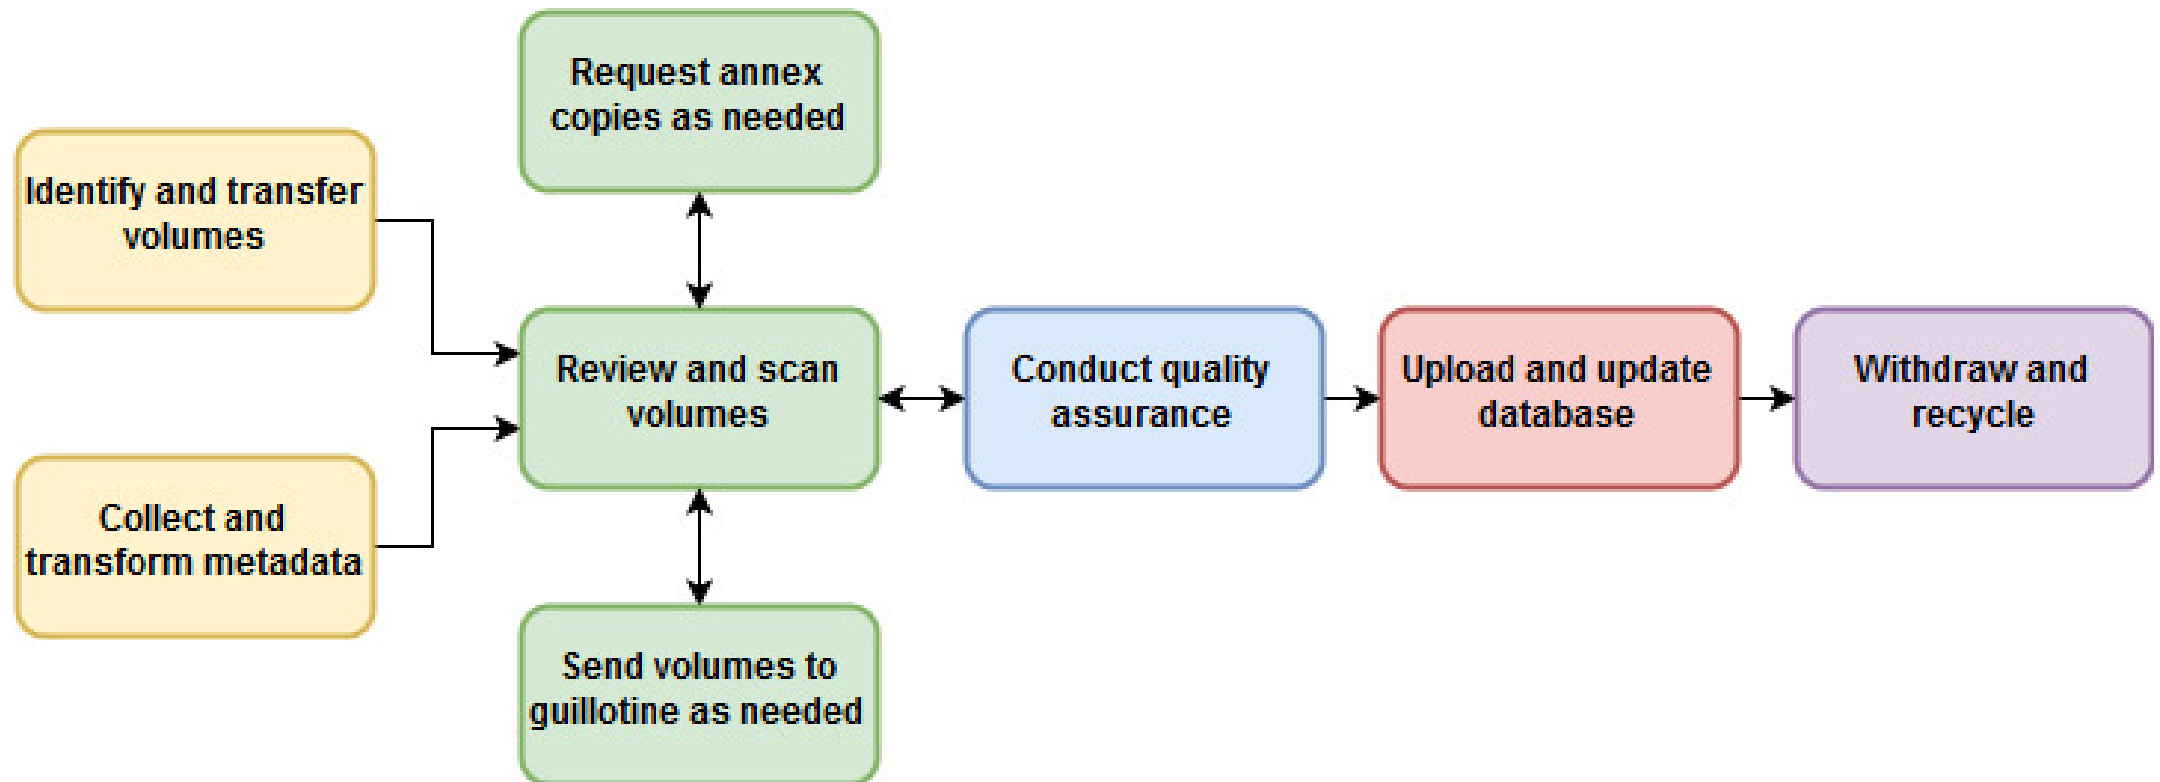 Request annex
copies as needed
Identify and transfer
volumes
Review and scan
volumes
Conduct quality
assurance
Upload and update
database
Withdraw and
recycle
Collect and
transform metadata
Send volumes to
guillotine as needed